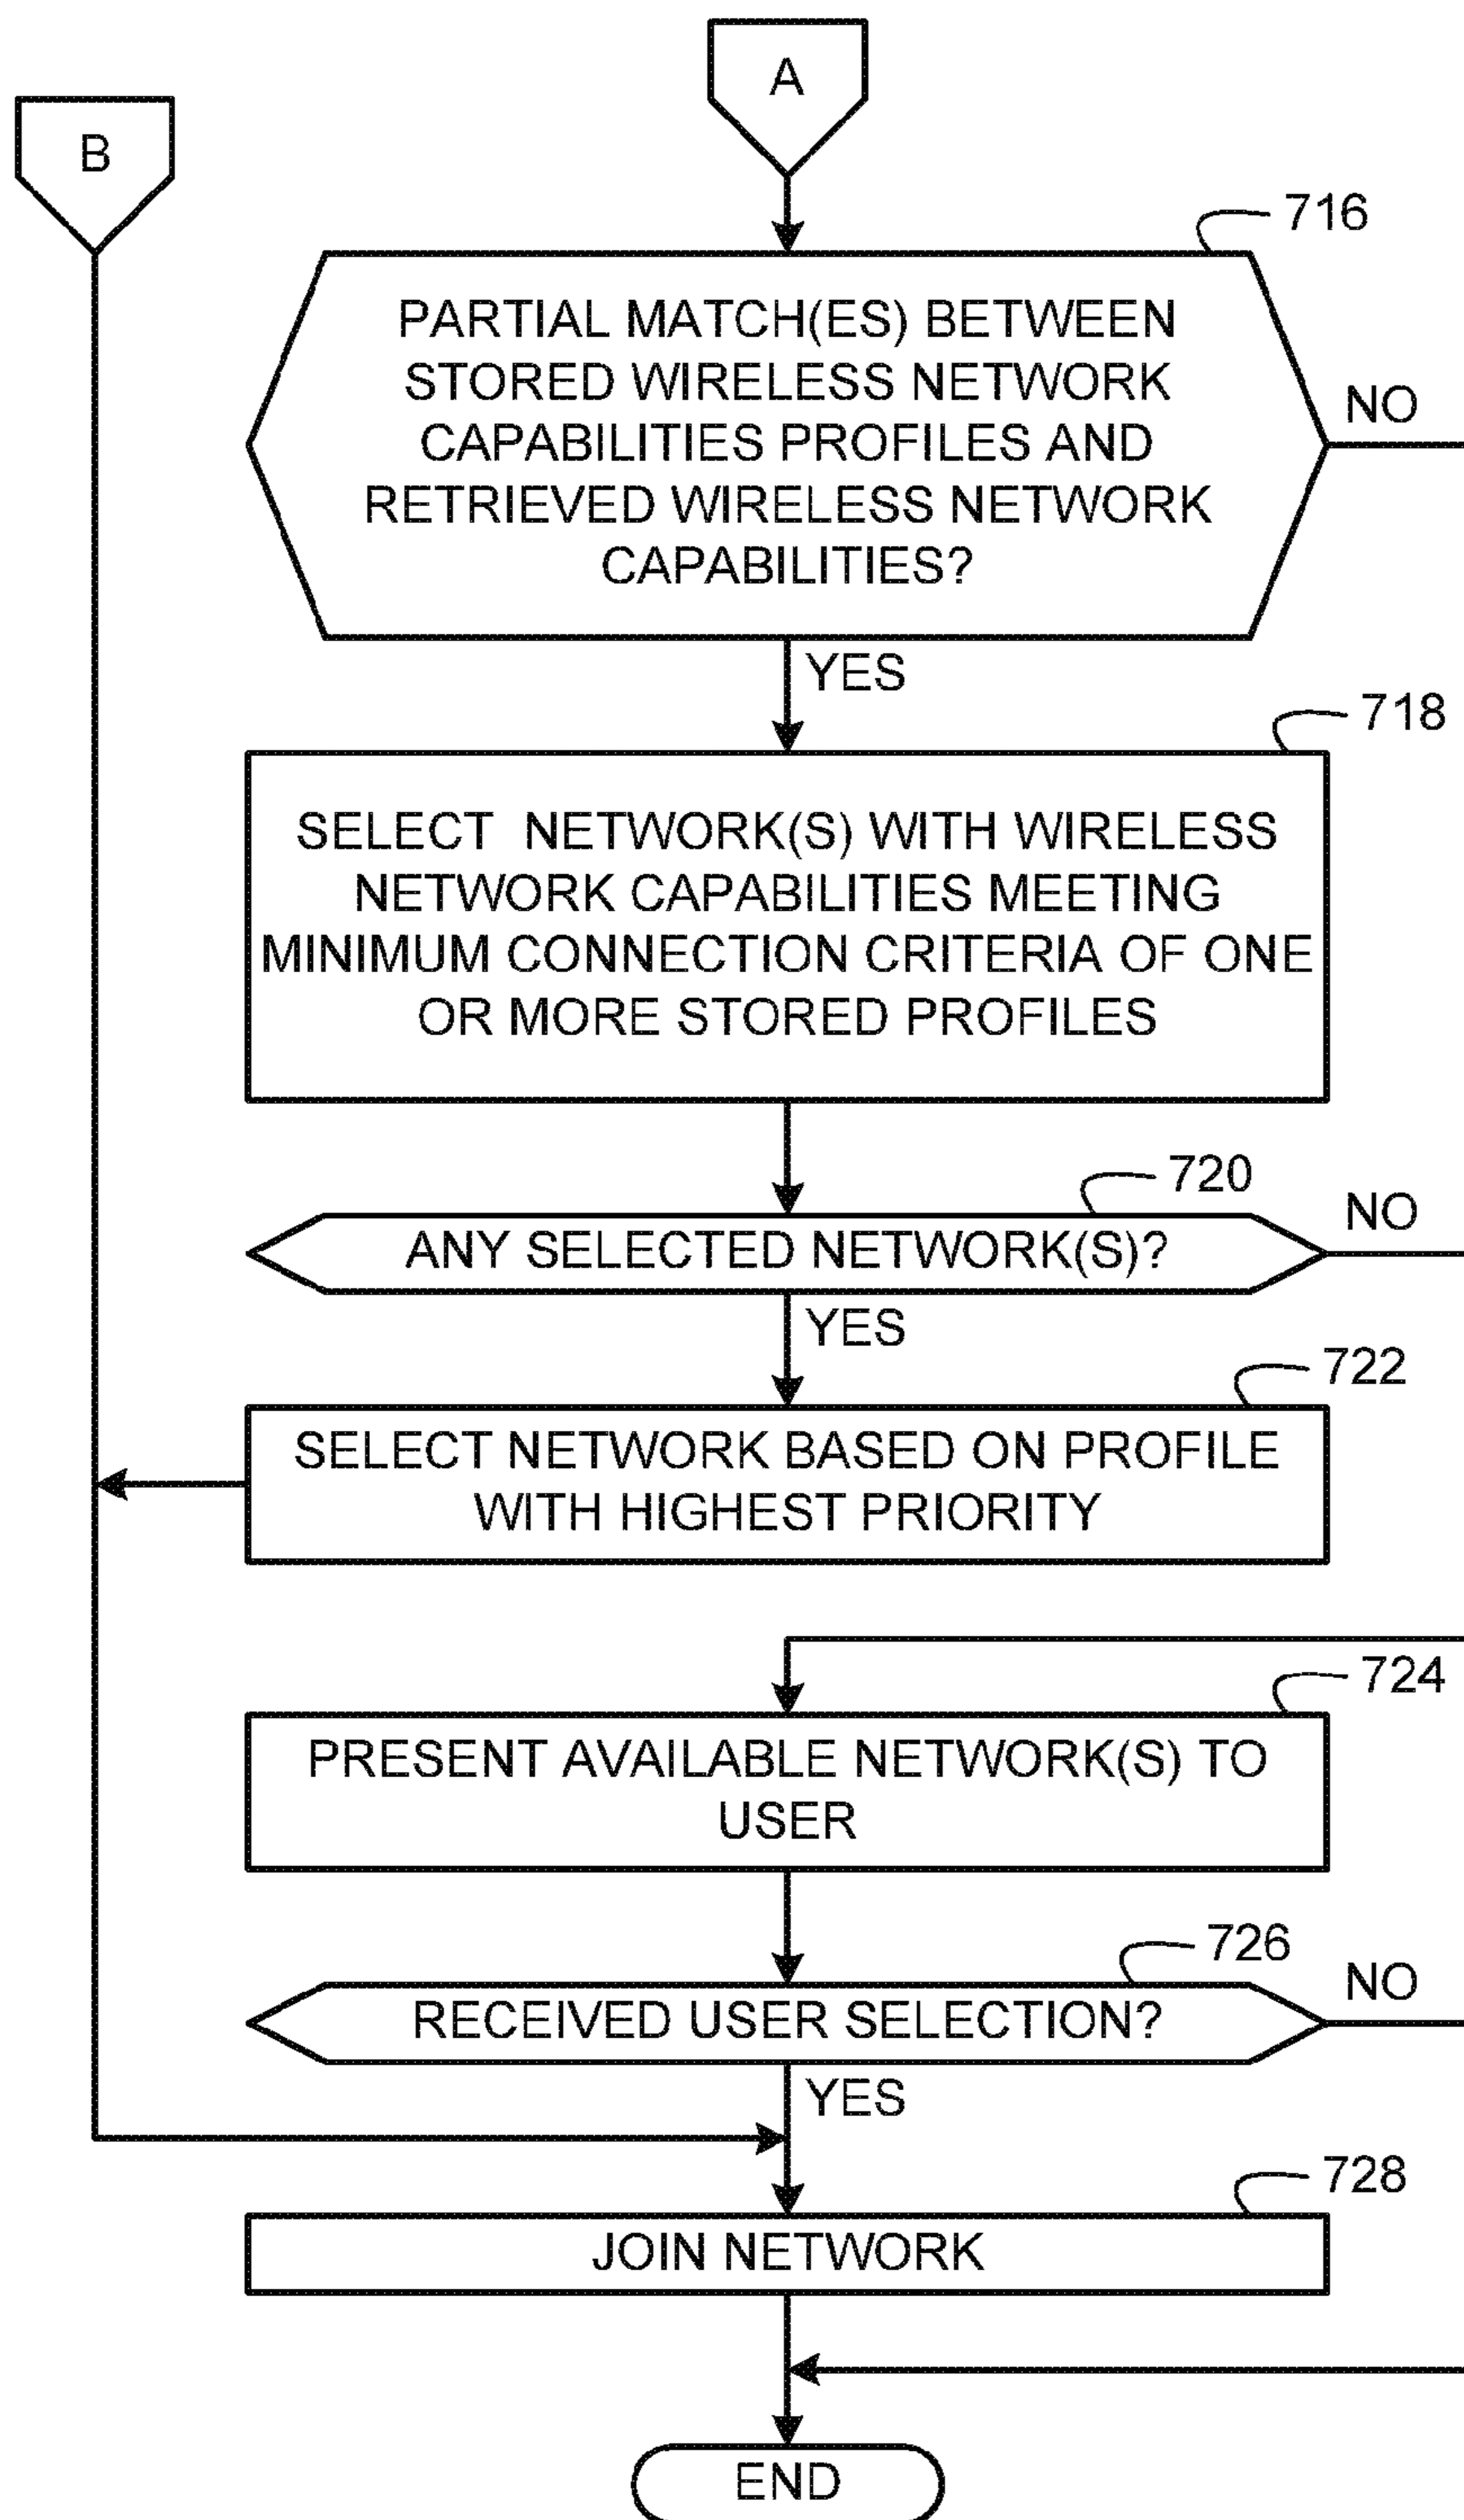 A
B
716
PARTIAL MATCH(ES) BETWEEN
STORED WIRELESS NETWORK
CAPABILITIES PROFILES AND
RETRIEVED WIRELESS NETWORK
CAPABILITIES?
NO
YES
718
SELECT NETWORK(S) WITH WIRELESS
NETWORK CAPABILITIES MEETING
MINIMUM CONNECTION CRITERIA OF ONE
OR MORE STORED PROFILES
720
ANY SELECTED NETWORK(S)?
NO
YES
722
SELECT NETWORK BASED ON PROFILE
WITH HIGHEST PRIORITY
724
PRESENT AVAILABLE NETWORK(S) TO
USER
726
RECEIVED USER SELECTION?
NO
YES
728
JOIN NETWORK
END